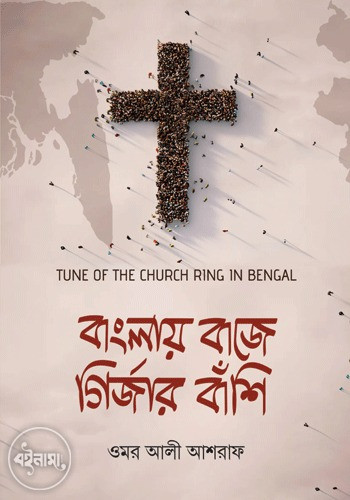 TUNE OF THE CHURCH RING IN BENGAL
বাংলায় বাজে
গির্জার বাঁশি
ওমর আলী আশরাফ
বইনামা